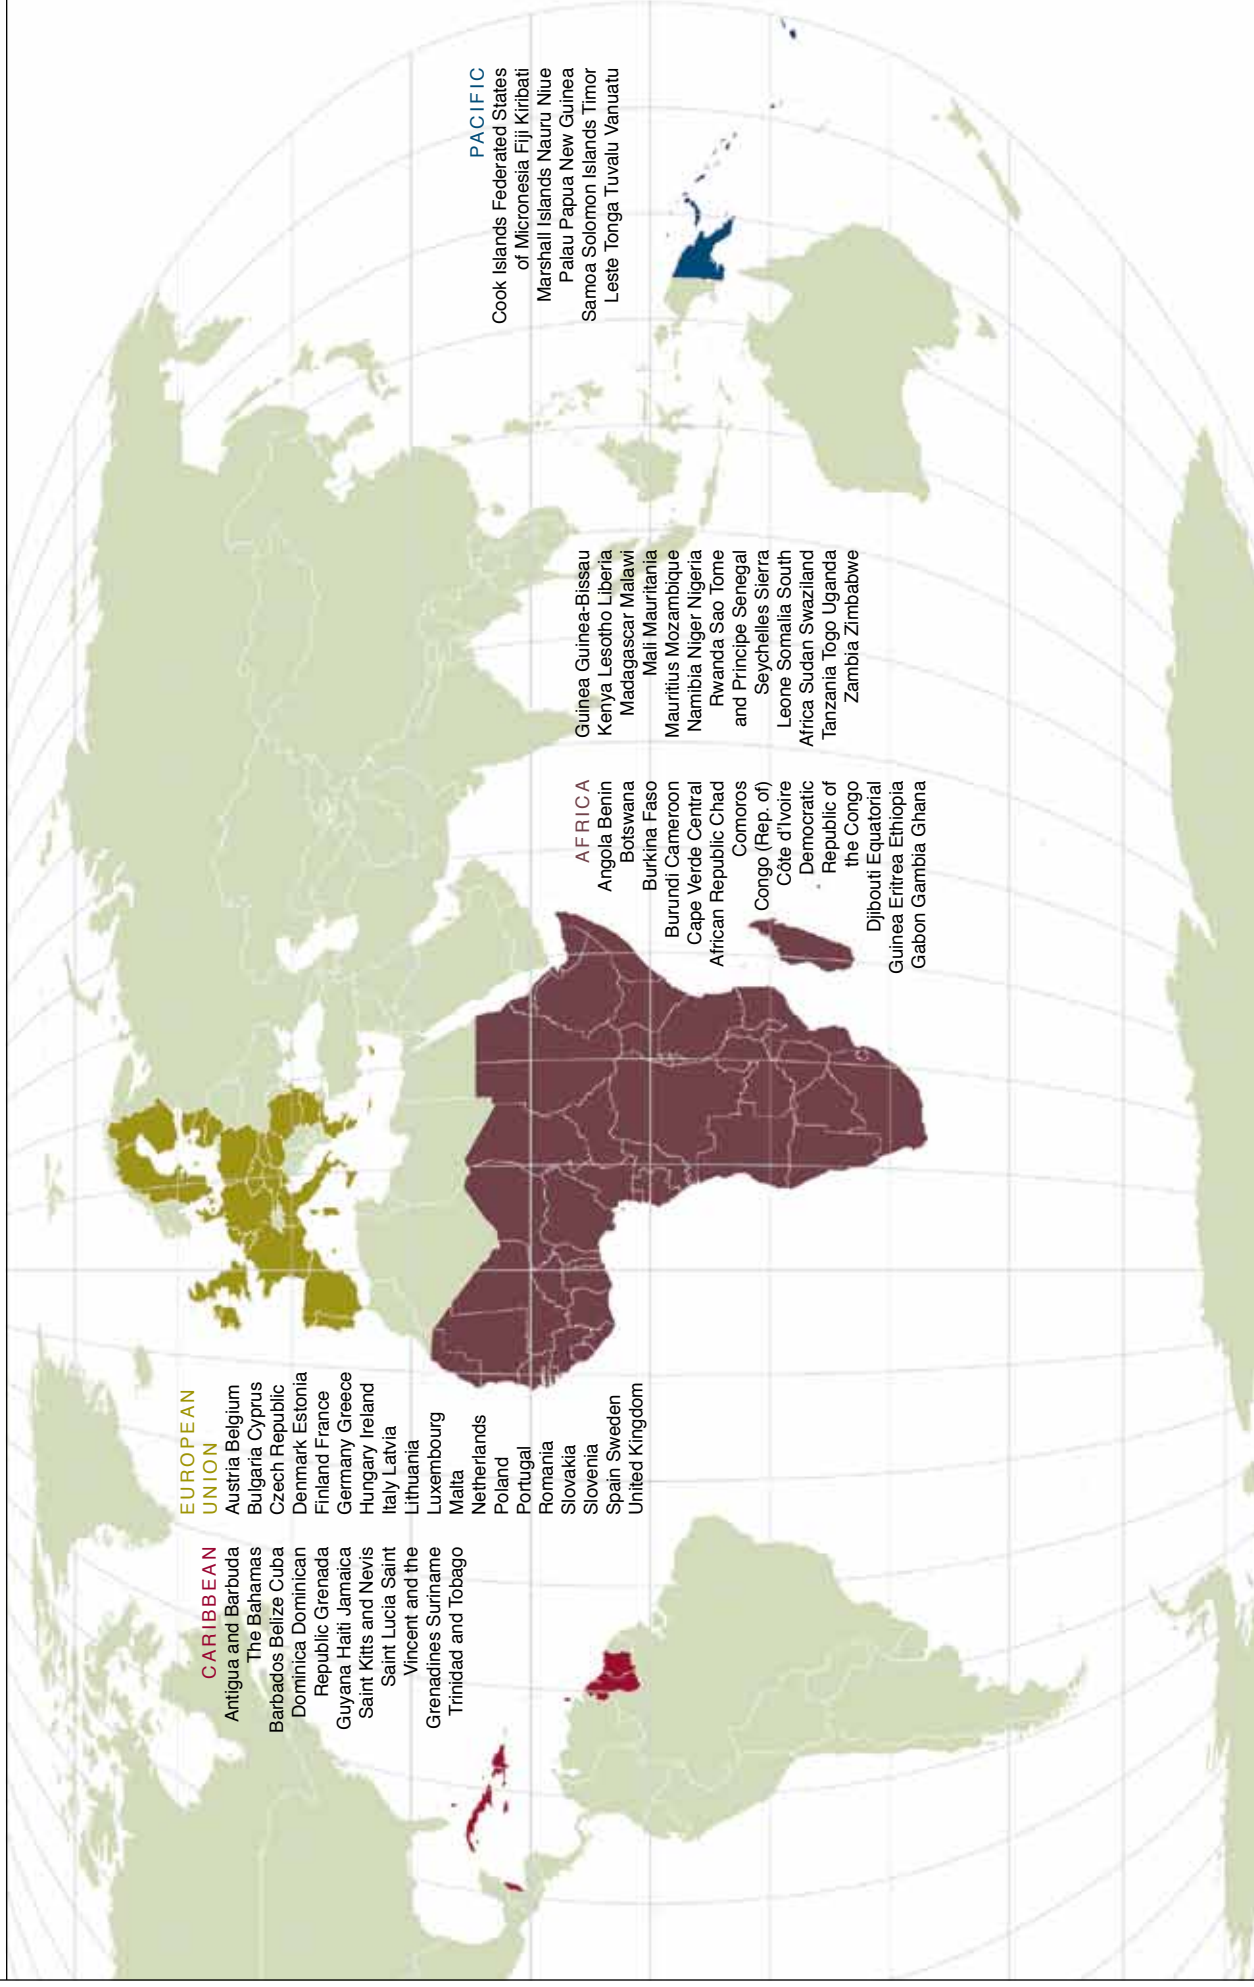 CARIBBEAN
Antigua and Barbuda
The Bahamas
Barbados Belize Cuba
Dominica Dominican
Republic Grenada
Guyana Haiti Jamaica
Saint Kitts and Nevis
Saint Lucia Saint
Vincent and the
Grenadines Suriname
Trinidad and Tobago
EUROPEAN
UNION
Austria Belgium
Bulgaria Cyprus
Czech Republic
Denmark Estonia
Finland France
Germany Greece
Hungary Ireland
Italy Latvia
Lithuania
Luxembourg
Malta
Netherlands
Poland
Portugal
Romania
Slovakia
Slovenia
Spain Sweden
United Kingdom
AFRICA
Angola Benin
Botswana
Burkina Faso
Burundi Cameroon
Cape Verde Central
African Republic Chad
Comoros
Congo (Rep. of)
Côte d'Ivoire
Democratic
Republic of
the Congo
Djibouti Equatorial
Guinea Eritrea Ethiopia
Gabon Gambia Ghana
Guinea Guinea-Bissau
Kenya Lesotho Liberia
Madagascar Malawi
Mali Mauritania
Mauritius Mozambique
Namibia Niger Nigeria
Rwanda Sao Tome
and Principe Senegal
Seychelles Sierra
Leone Somalia South
Africa Sudan Swaziland
Tanzania Togo Uganda
Zambia Zimbabwe
PACIFIC
Cook Islands Federated States
of Micronesia Fiji Kiribati
Marshall Islands Nauru Niue
Palau Papua New Guinea
Samoa Solomon Islands Timor
Leste Tonga Tuvalu Vanuatu